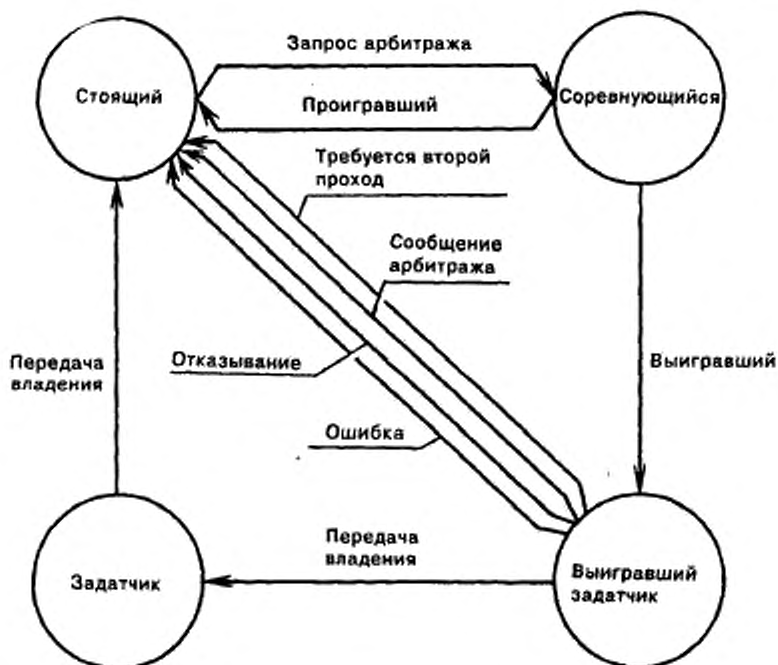 Запрос арбитража
Стоящий
Проигравший
Соревнующийся
Требуется второй
проход
Сообщение
арбитража
Передача
владения
Отказывание
Выигравший
Ошибка
Передача
владения
Задатчик
Выигравший
задатчик